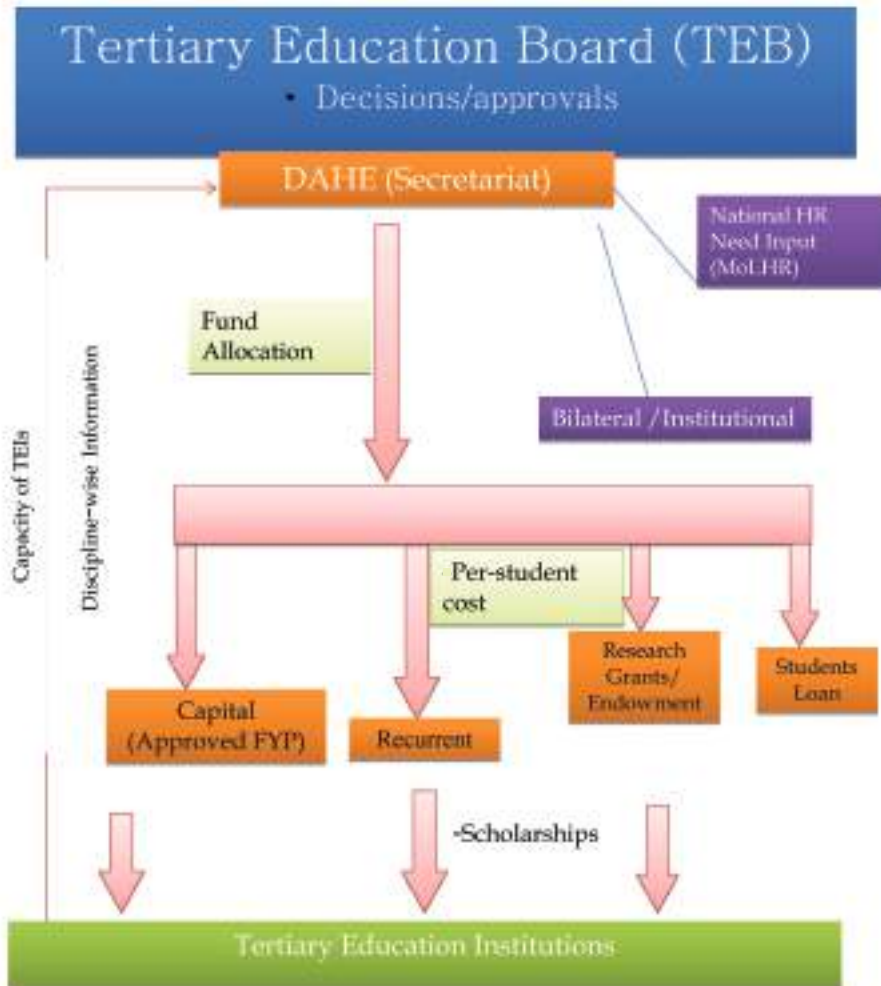 Tertiary Education Board (TEB)
• Decisions/approvals
DAHE (Secretariat)
National HR
Need Input
(MoLHR)
Fund
Allocation
Bilateral /Institutional
Capacity of TEIs
Discipline-wise Information
Per-student
cost
Capital
(Approved FYP)
Recurrent
Research
Grants/
Endowment
Students
Loan
-Scholarships
Tertiary Education Institutions